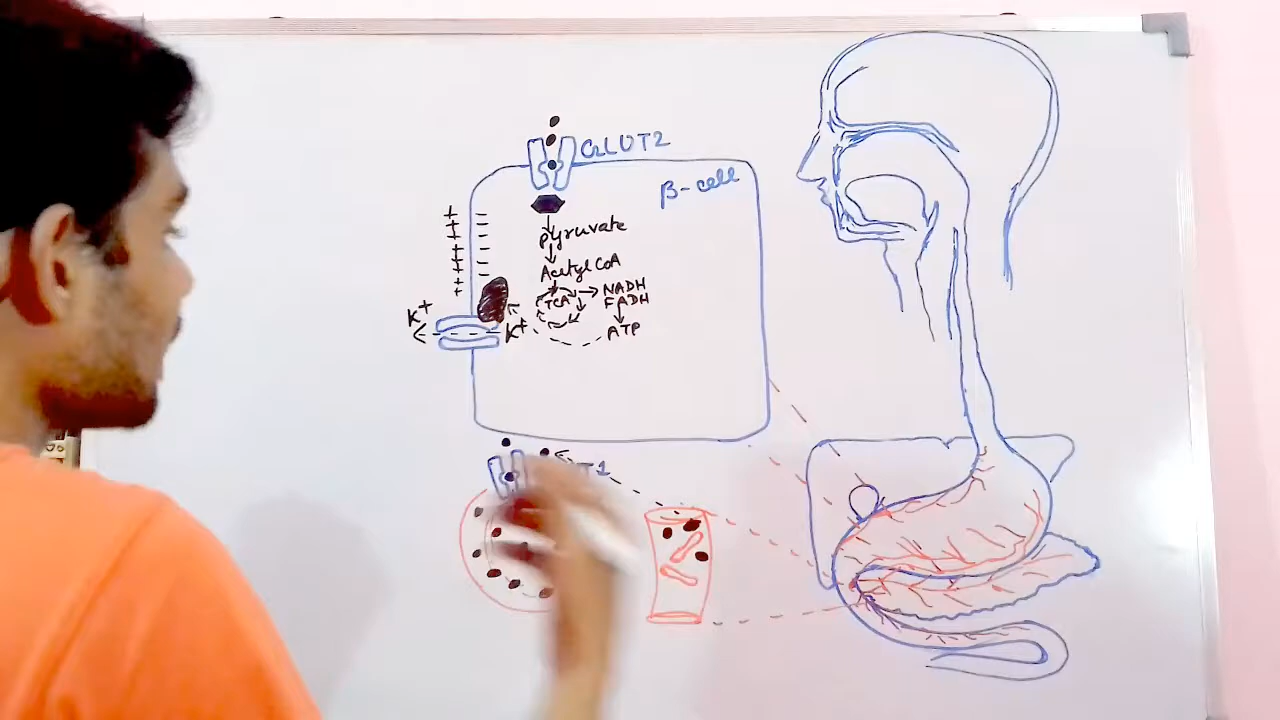 GLUT2
β-cell
pyruvate
Acetyl CoA
TCA
NADH
FADH
ATP
K+
K+